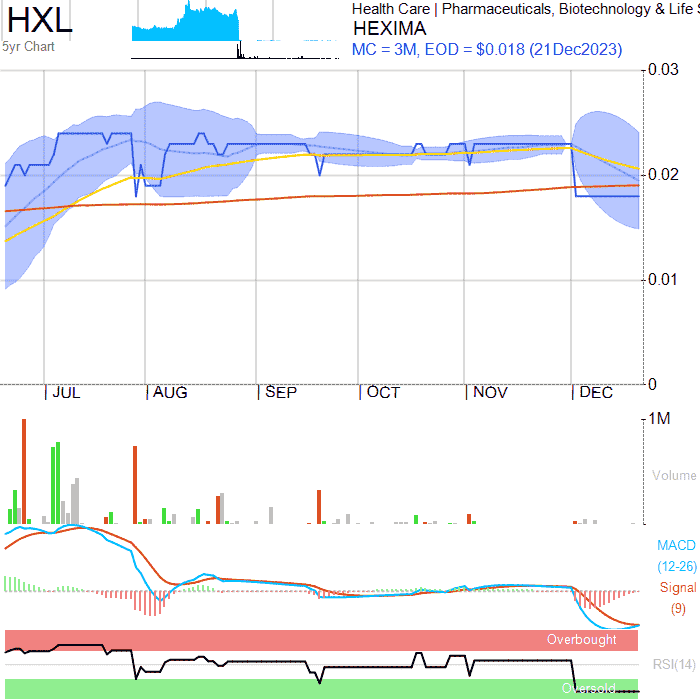 HXL
5yr Chart
Health Care | Pharmaceuticals, Biotechnology & Life S
HEXIMA
MC = 3M, EOD = $0.018 (21Dec2023)
0.03
0.02
0.01
0
JUL AUG SEP OCT NOV DEC
1M
Volume
MACD
(12-26)
Signal
(9)
Overbought
RSI(14)
Oversold